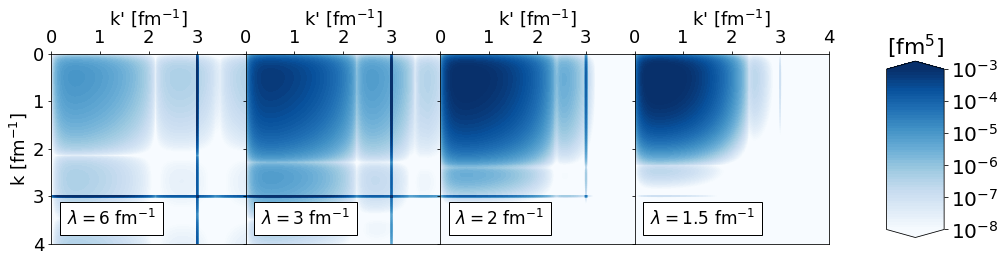 k' [fm⁻¹] k' [fm⁻¹] k' [fm⁻¹] k' [fm⁻¹]
0 1 2 3 0 1 2 3 0 1 2 3 0 1 2 3 4
[fm⁵]
k [fm⁻¹]
0
1
2
3
4
λ = 6 fm⁻¹
λ = 3 fm⁻¹
λ = 2 fm⁻¹
λ = 1.5 fm⁻¹
10⁻³
10⁻⁴
10⁻⁵
10⁻⁶
10⁻⁷
10⁻⁸